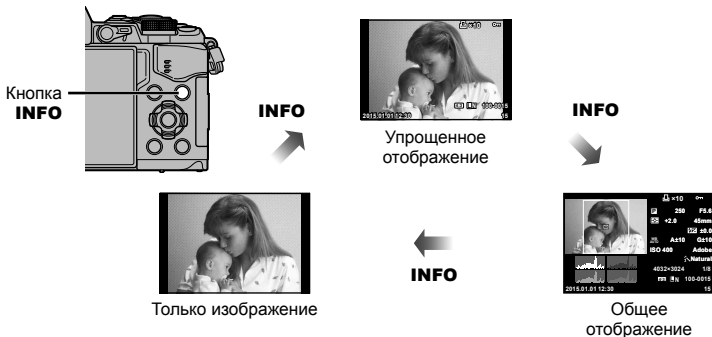 Кнопка
INFO
INFO
×10
100-0015
2015.01.01 12:30 15
Упрощенное
отображение
INFO
Только изображение
INFO
×10
P 250 F5.6
+2.0 45mm
±0.0
A±10 G±10
ISO 400 Adobe
Natural
4032×3024 1/8
100-0015
2015.01.01 12:30 15
Общее
отображение